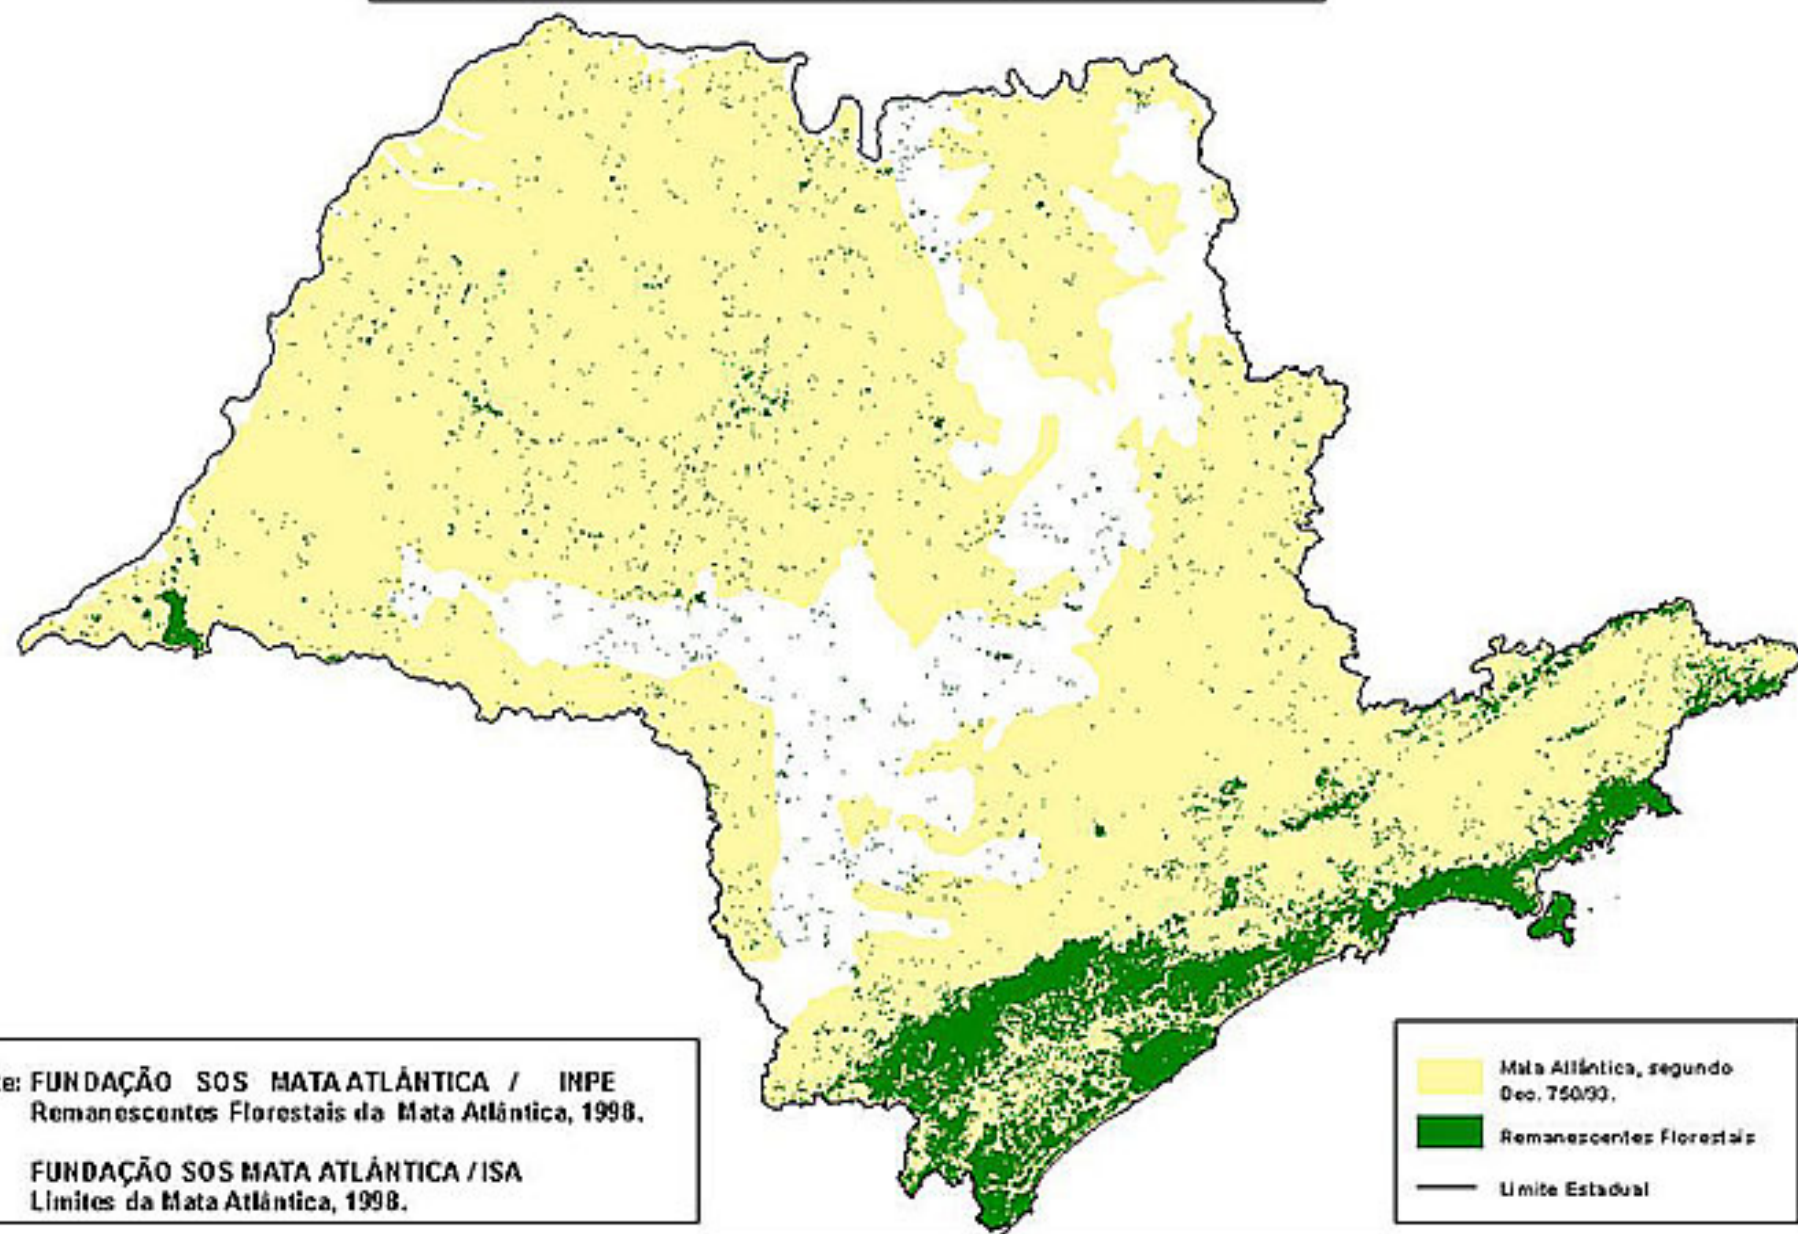 e: FUNDAÇÃO SOS MATA ATLÂNTICA / INPE
Remanescentes Florestais da Mata Atlântica, 1998.
FUNDAÇÃO SOS MATA ATLÂNTICA / ISA
Limites da Mata Atlântica, 1998.
Mata Atlântica, segundo
Dec. 750/93.
Remanescentes Florestais
Limite Estadual